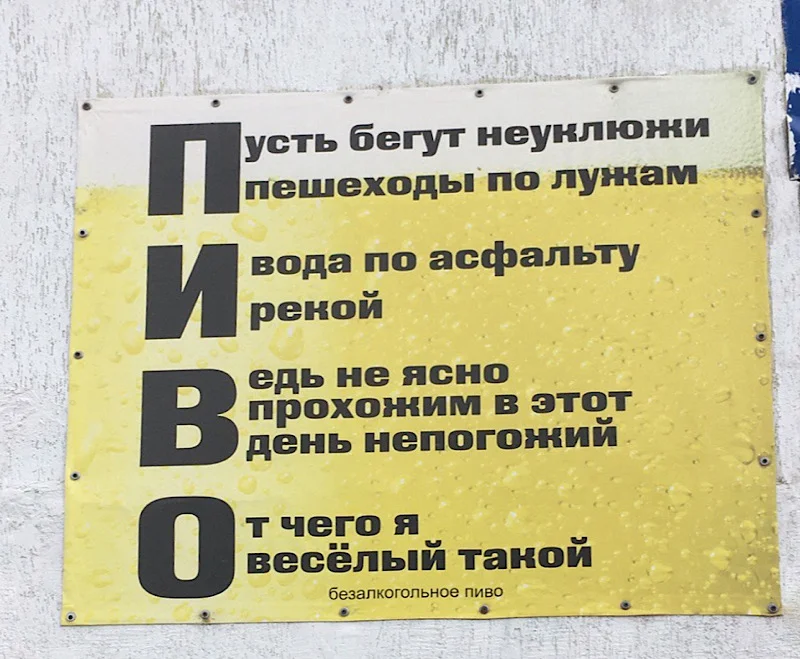 Пусть бегут неуклюжи
пешеходы по лужам
И вода по асфальту
рекой
Ведь не ясно
прохожим в этот
день непогожий
От чего я
весёлый такой
безалкогольное пиво